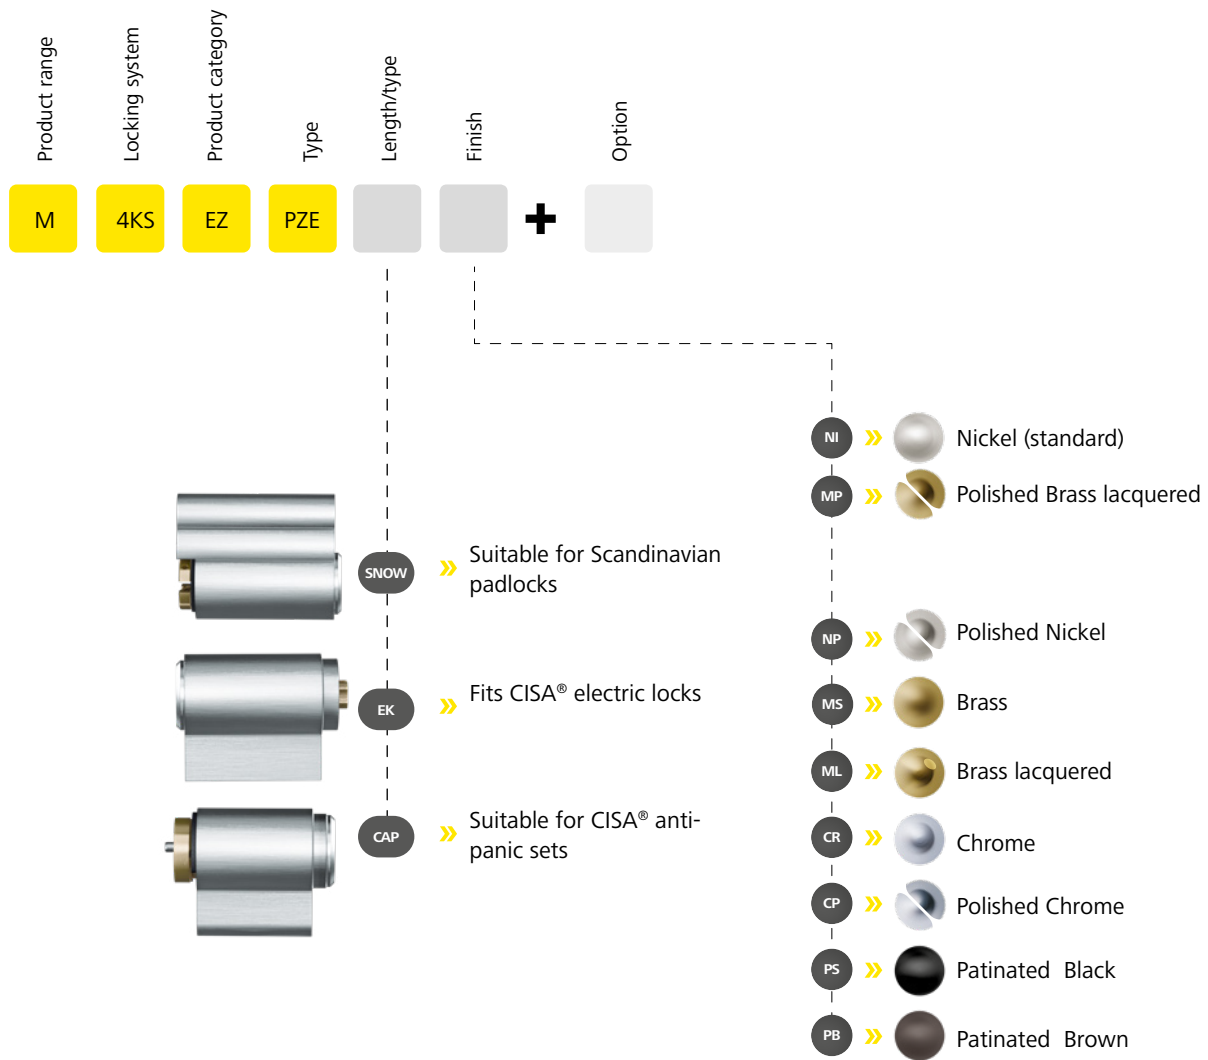 Product range
Locking system
Product category
Type
Length/type
Finish
Option
M
4KS
EZ
PZE
+
SNOW
» Suitable for Scandinavian
padlocks
EK
» Fits CISA® electric locks
CAP
» Suitable for CISA® anti-
panic sets
NI » Nickel (standard)
MP » Polished Brass lacquered
NP » Polished Nickel
MS » Brass
ML » Brass lacquered
CR » Chrome
CP » Polished Chrome
PS » Patinated Black
PB » Patinated Brown